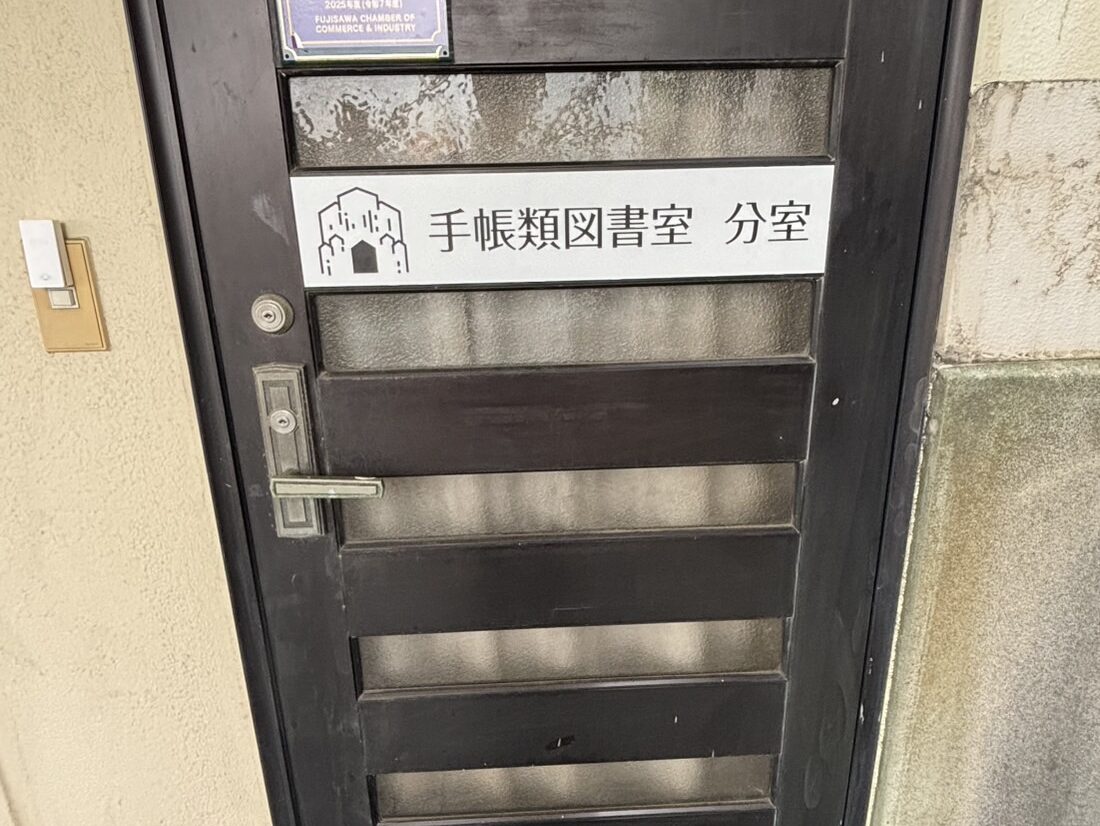 2025年度(令和7年度)
FUJISAWA CHAMBER OF
COMMERCE & INDUSTRY
手帳類図書室 分室